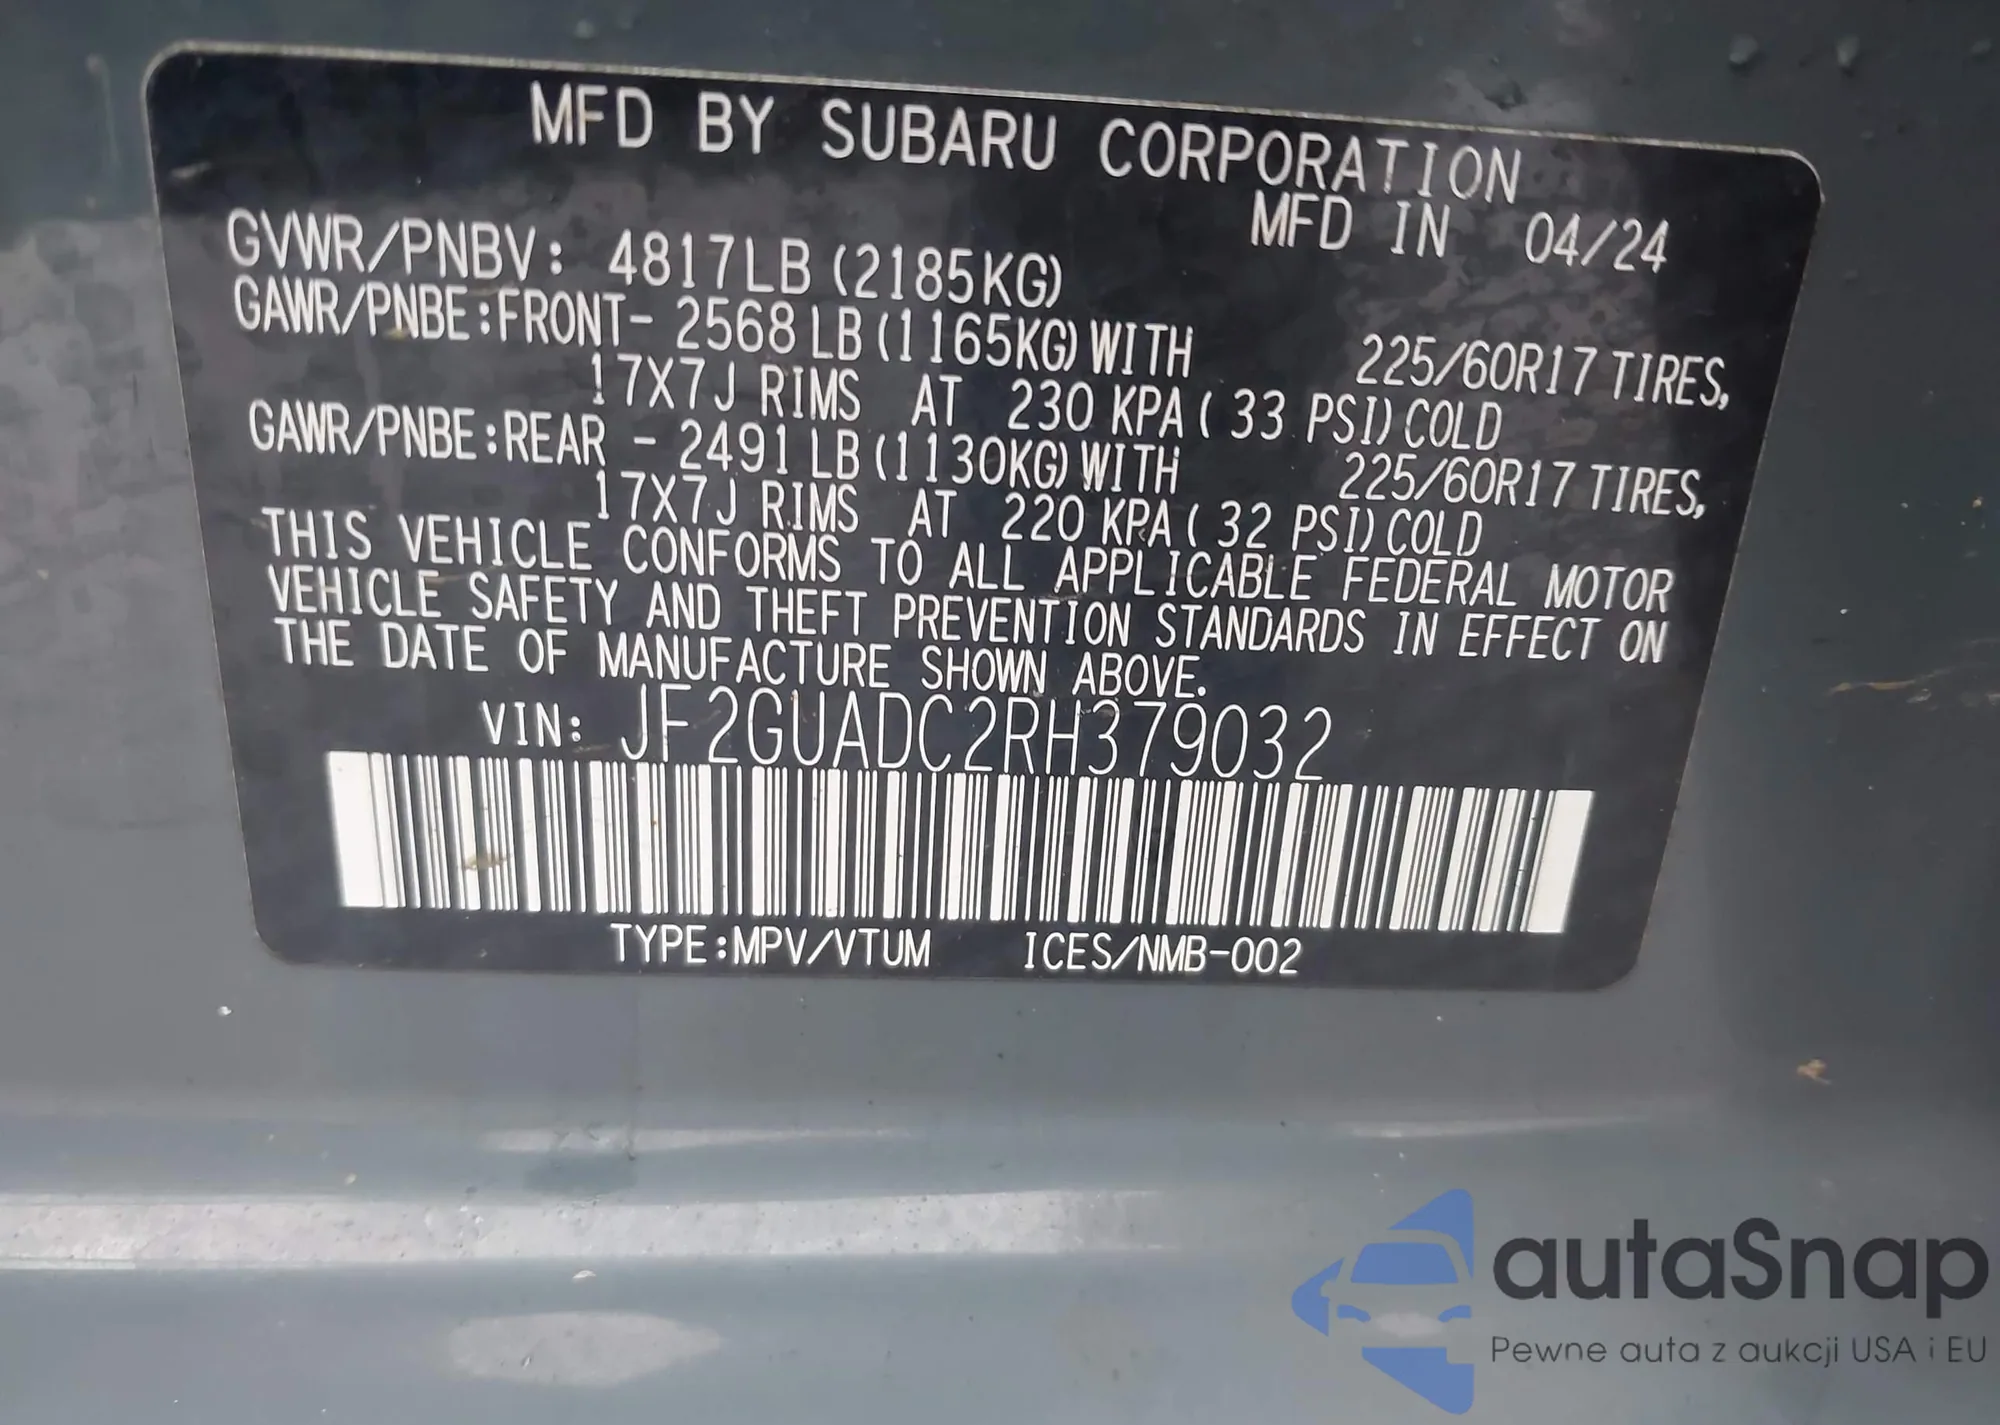 MFD BY SUBARU CORPORATION
MFD IN 04/24
GVWR/PNBV: 4817LB (2185KG)
GAWR/PNBE:FRONT- 2568 LB (1165KG) WITH 225/60R17 TIRES,
17X7J RIMS AT 230 KPA ( 33 PSI) COLD
GAWR/PNBE:REAR - 2491 LB (1130KG) WITH 225/60R17 TIRES,
17X7J RIMS AT 220 KPA ( 32 PSI) COLD
THIS VEHICLE CONFORMS TO ALL APPLICABLE FEDERAL MOTOR
VEHICLE SAFETY AND THEFT PREVENTION STANDARDS IN EFFECT ON
THE DATE OF MANUFACTURE SHOWN ABOVE.
VIN: JF2GUADC2RH379032
TYPE:MPV/VTUM ICES/NMB-002
autaSnap
Pewne auta z aukcji USA i EU